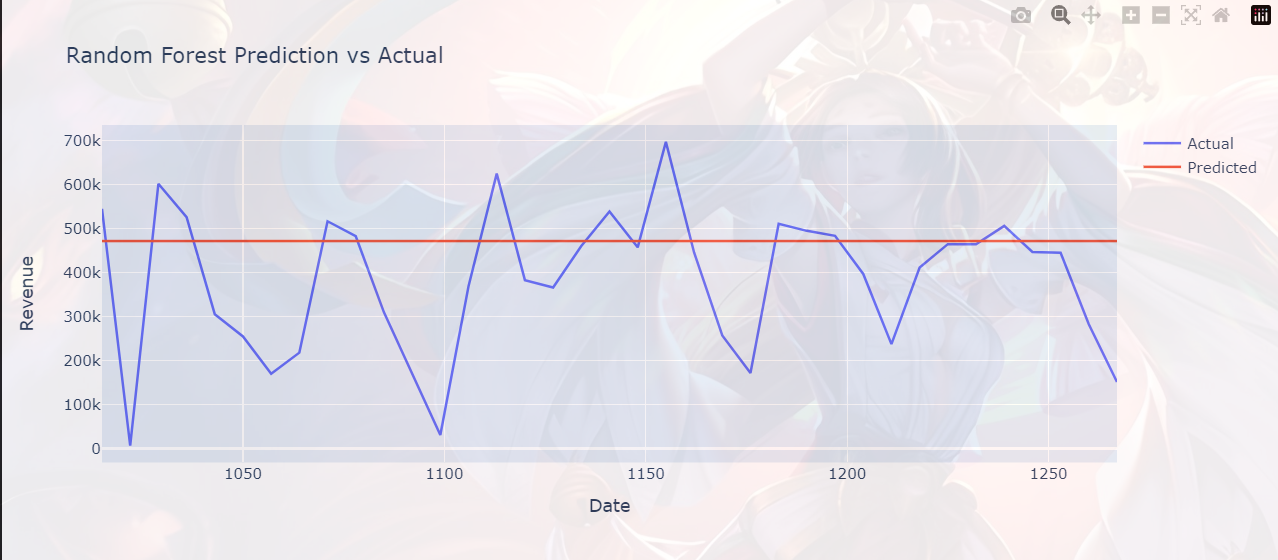 Random Forest Prediction vs Actual
700k
600k
500k
400k
300k
200k
100k
0
Revenue
1050
1100
1150
1200
1250
Date
Actual
Predicted